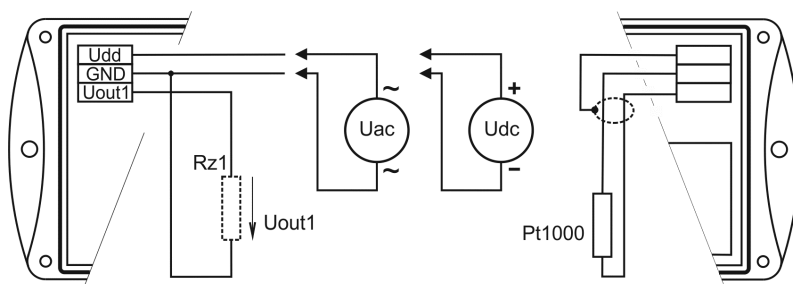 Udd
GND
Uout1
Rz1
Uout1
~
Uac
~
+
Udc
−
Pt1000